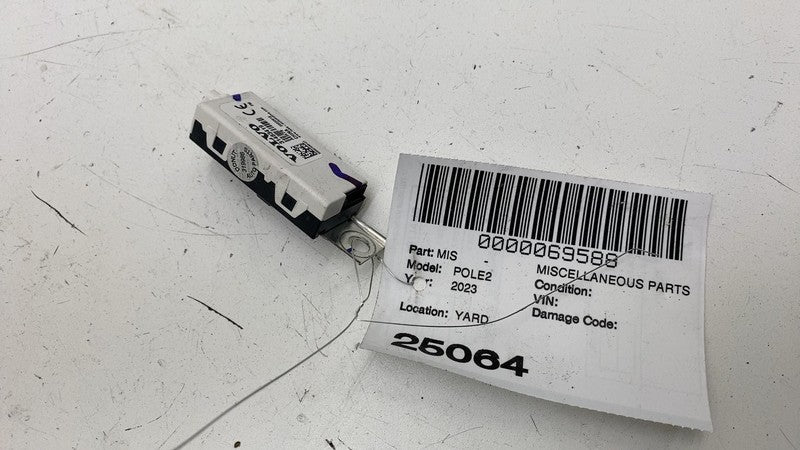 VOLVO
CE
0000069588
Part: MIS
MISCELLANEOUS PARTS
Model: POLE2
Condition:
Year: 2023
VIN:
Location: YARD
Damage Code:
25064